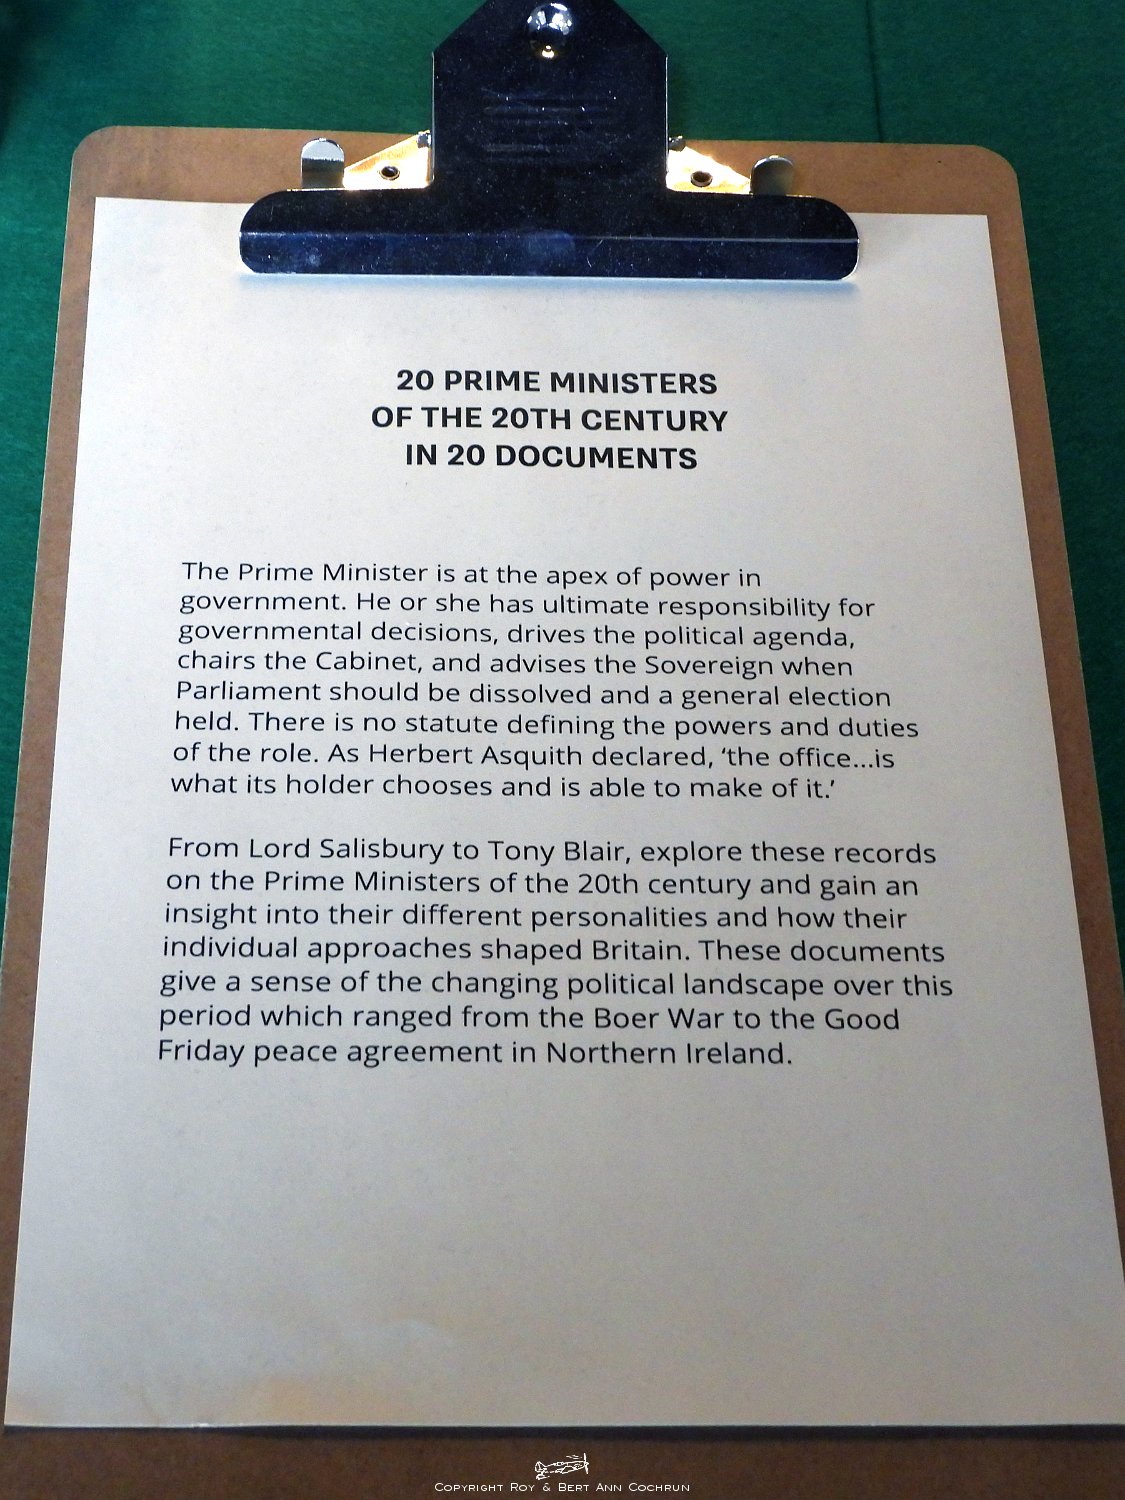 20 PRIME MINISTERS
OF THE 20TH CENTURY
IN 20 DOCUMENTS
The Prime Minister is at the apex of power in
government. He or she has ultimate responsibility for
governmental decisions, drives the political agenda,
chairs the Cabinet, and advises the Sovereign when
Parliament should be dissolved and a general election
held. There is no statute defining the powers and duties
of the role. As Herbert Asquith declared, ‘the office...is
what its holder chooses and is able to make of it.’
From Lord Salisbury to Tony Blair, explore these records
on the Prime Ministers of the 20th century and gain an
insight into their different personalities and how their
individual approaches shaped Britain. These documents
give a sense of the changing political landscape over this
period which ranged from the Boer War to the Good
Friday peace agreement in Northern Ireland.
COPYRIGHT ROY & BERT ANN COCHRUN